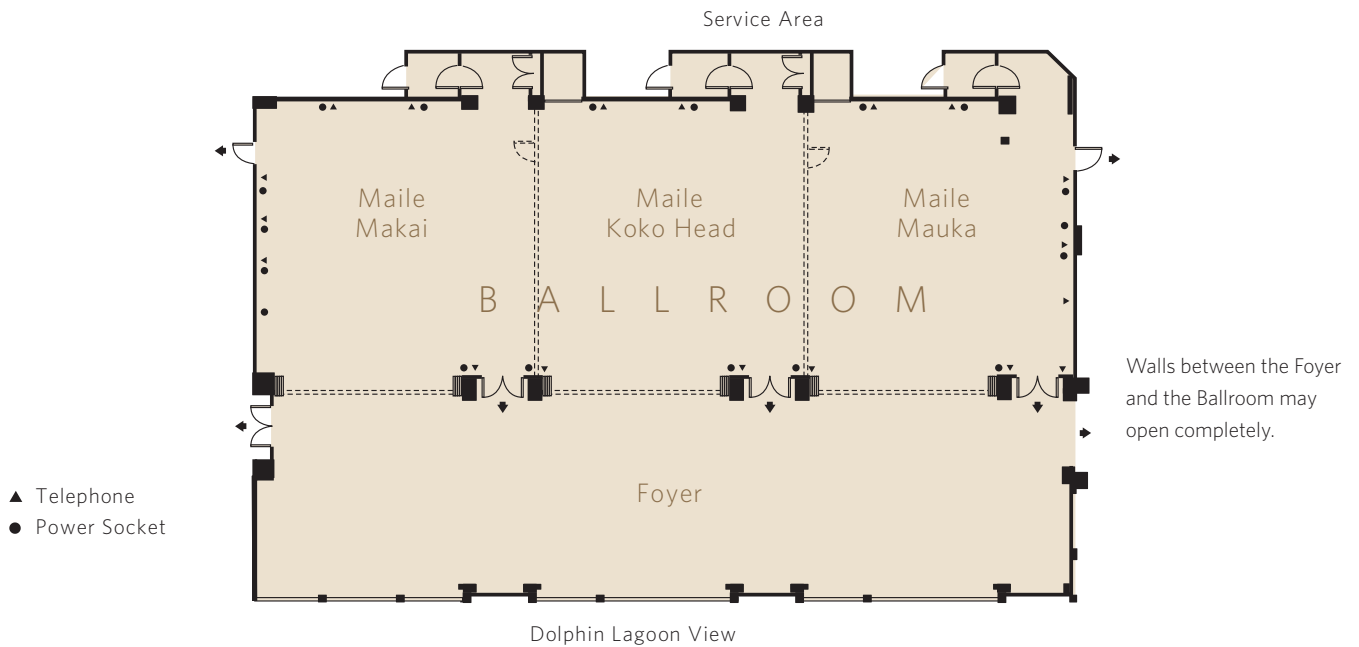 Service Area
Maile
Makai
Maile
Koko Head
Maile
Mauka
BALLROOM
Walls between the Foyer
and the Ballroom may
open completely.
Foyer
Telephone
Power Socket
Dolphin Lagoon View